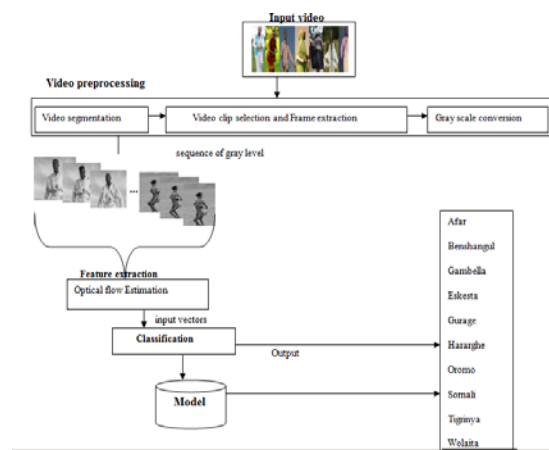 Input video
Video preprocessing
Video segmentation
Video clip selection and Frame extraction
Gray scale conversion
sequence of gray level
...
Feature extraction
Optical flow Estimation
input vectors
Classification
Output
Model
Afar
Benshangul
Gambella
Eskesta
Gurage
Hararghe
Oromo
Somali
Tigrinya
Wolaita